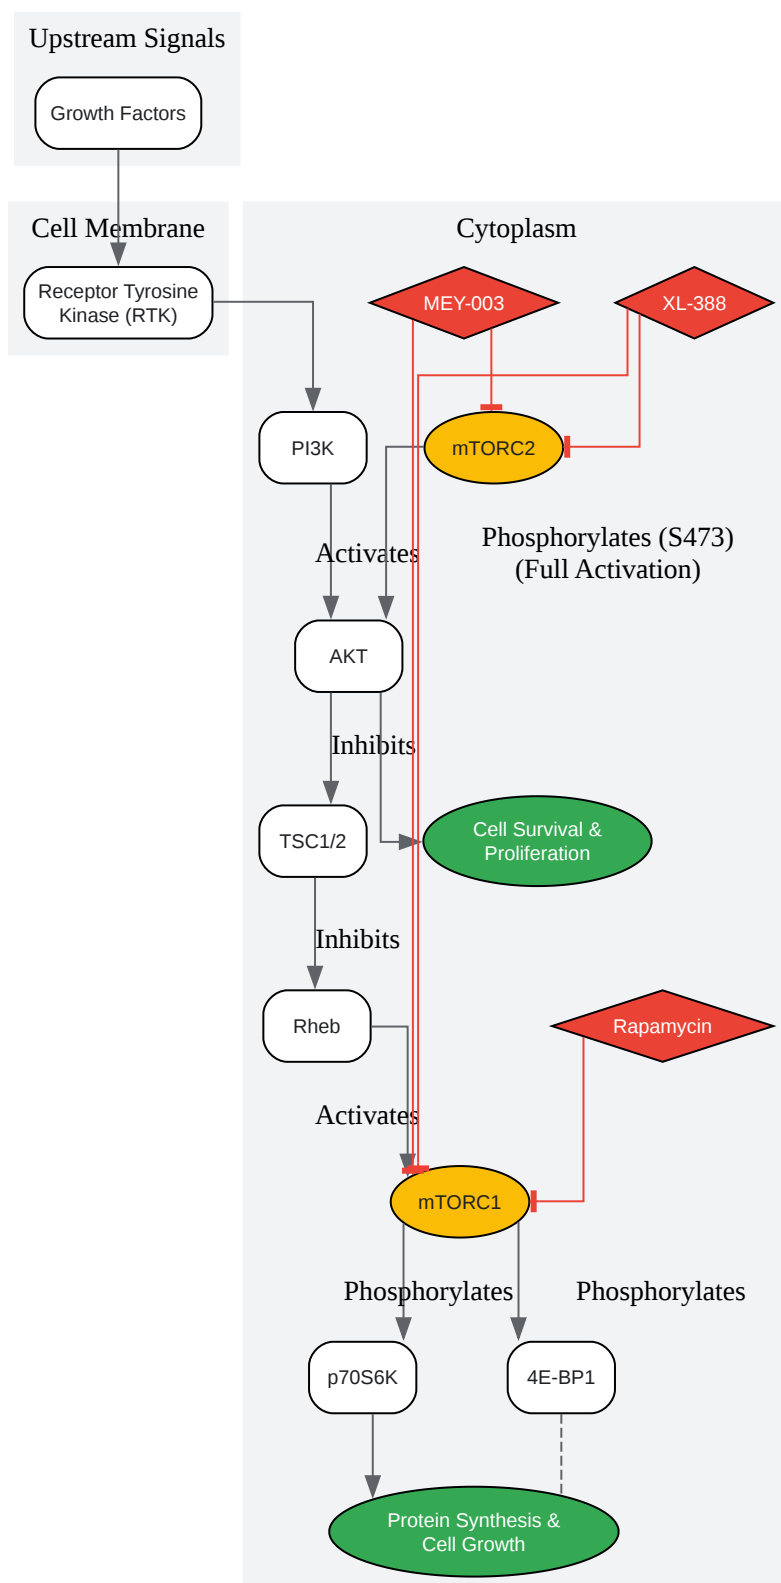 Upstream Signals
Growth Factors
Cell Membrane
Cytoplasm
Receptor Tyrosine
Kinase (RTK)
MEY-003
XL-388
PI3K
mTORC2
Activates
Phosphorylates (S473)
(Full Activation)
AKT
Inhibits
TSC1/2
Cell Survival &
Proliferation
Inhibits
Rheb
Rapamycin
Activates
mTORC1
Phosphorylates
Phosphorylates
p70S6K
4E-BP1
Protein Synthesis &
Cell Growth